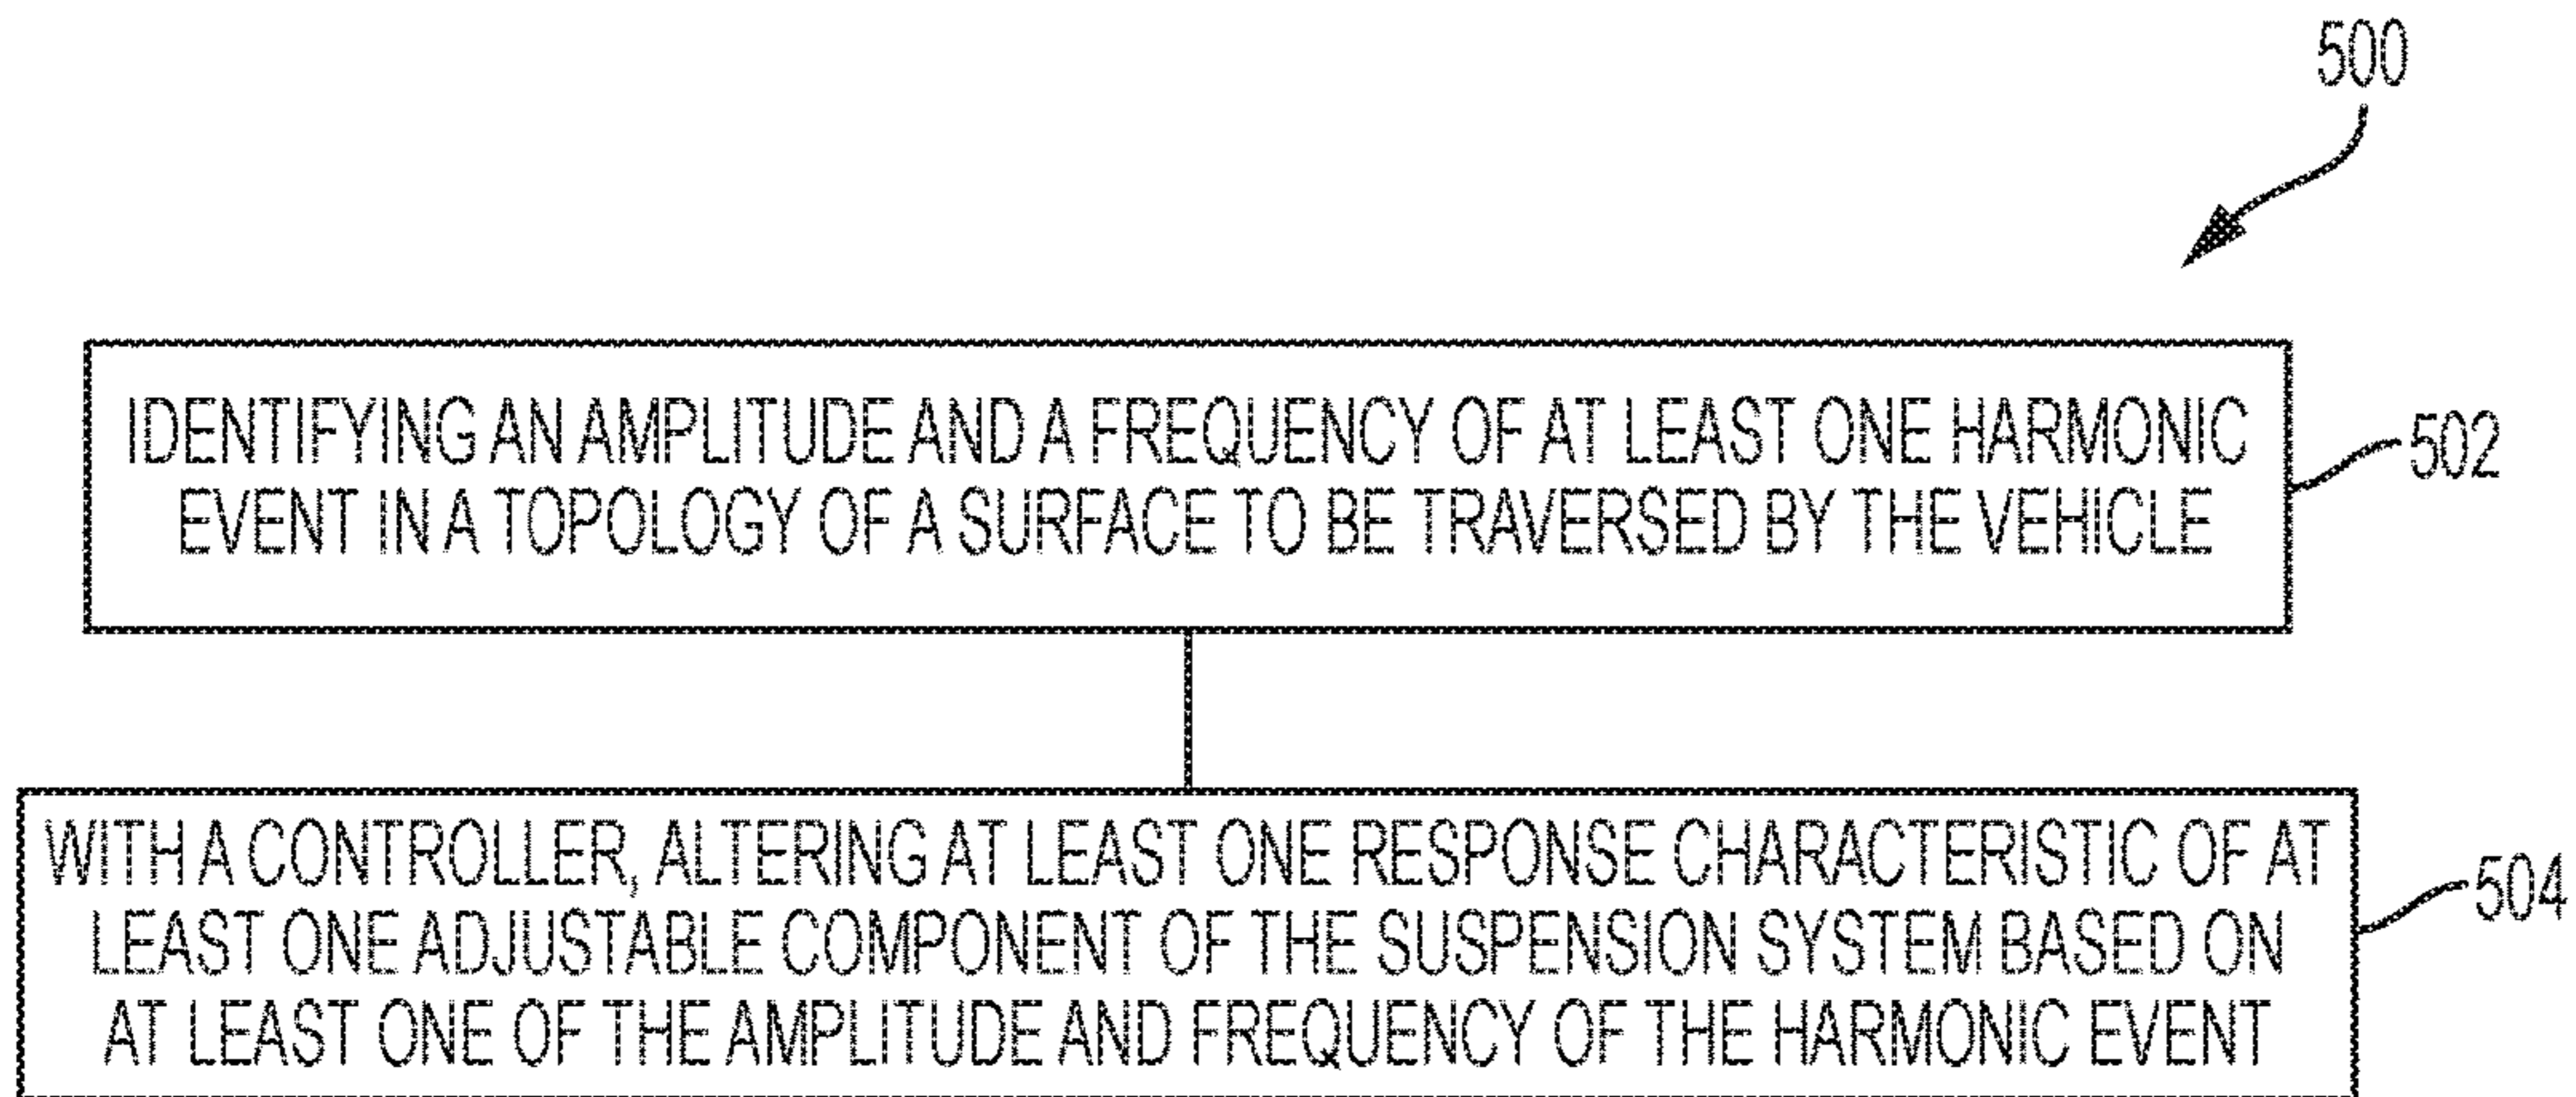 500
IDENTIFYING AN AMPLITUDE AND A FREQUENCY OF AT LEAST ONE HARMONIC
EVENT IN A TOPOLOGY OF A SURFACE TO BE TRAVERSED BY THE VEHICLE
502
WITH A CONTROLLER, ALTERING AT LEAST ONE RESPONSE CHARACTERISTIC OF AT
LEAST ONE ADJUSTABLE COMPONENT OF THE SUSPENSION SYSTEM BASED ON
AT LEAST ONE OF THE AMPLITUDE AND FREQUENCY OF THE HARMONIC EVENT
504